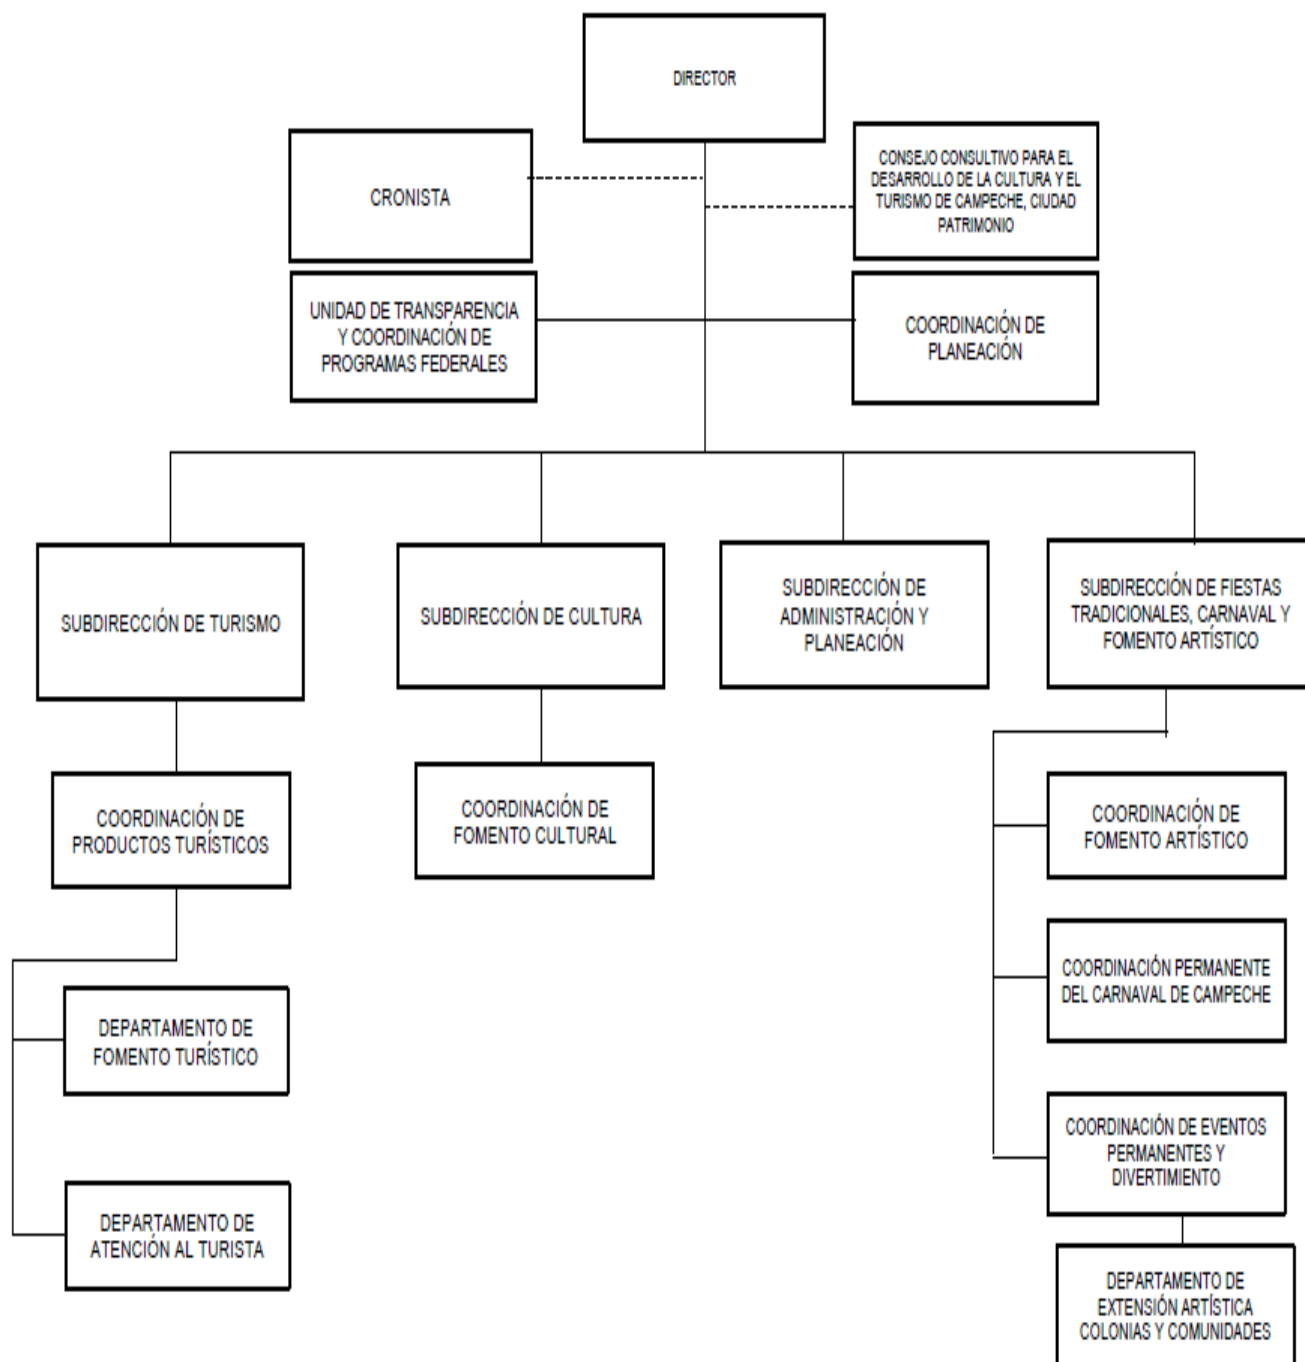 DIRECTOR
CRONISTA
CONSEJO CONSULTIVO PARA EL
DESARROLLO DE LA CULTURA Y EL
TURISMO DE CAMPECHE, CIUDAD
PATRIMONIO
UNIDAD DE TRANSPARENCIA
Y COORDINACIÓN DE
PROGRAMAS FEDERALES
COORDINACIÓN DE
PLANEACIÓN
SUBDIRECCIÓN DE TURISMO
SUBDIRECCIÓN DE CULTURA
SUBDIRECCIÓN DE
ADMINISTRACIÓN Y
PLANEACIÓN
SUBDIRECCIÓN DE FIESTAS
TRADICIONALES, CARNAVAL Y
FOMENTO ARTÍSTICO
COORDINACIÓN DE
PRODUCTOS TURÍSTICOS
COORDINACIÓN DE
FOMENTO CULTURAL
COORDINACIÓN DE
FOMENTO ARTÍSTICO
COORDINACIÓN PERMANENTE
DEL CARNAVAL DE CAMPECHE
DEPARTAMENTO DE
FOMENTO TURÍSTICO
COORDINACIÓN DE EVENTOS
PERMANENTES Y
DIVERTIMIENTO
DEPARTAMENTO DE
ATENCIÓN AL TURISTA
DEPARTAMENTO DE
EXTENSIÓN ARTÍSTICA
COLONIAS Y COMUNIDADES